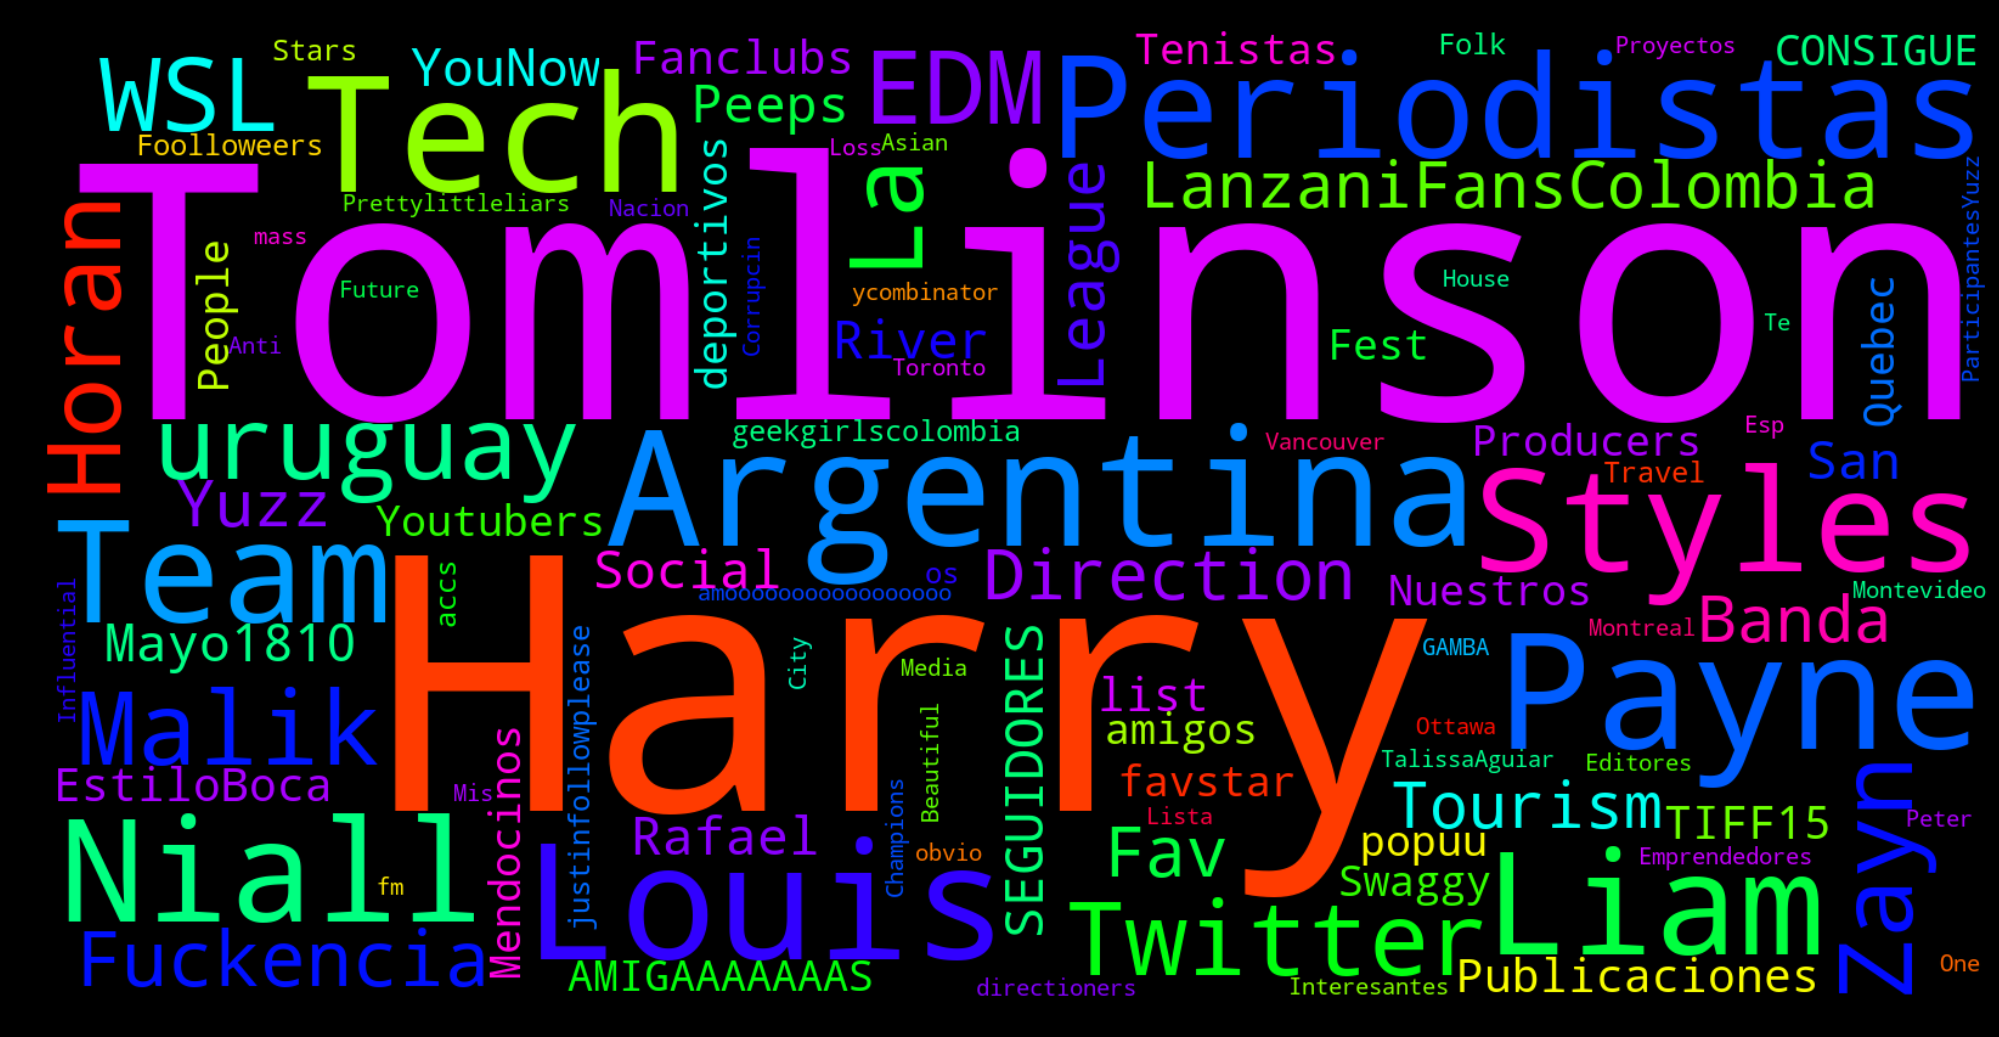 WSL
Stars
YouNow
Fanclubs
EDM
Tenistas
Folk
Proyectos
CONSIGUE
Tech
Peeps
Periodistas
Foolloweers
Loss
Asian
deportivos
La
League
LanzaniFansColombia
ParticipantesYuzz
Tomlinson
Prettylittleliars
Nacion
Horan
People
mass
Future
Anti
Corrupcin
ycombinator
River
Toronto
House
Fest
Te
Quebec
uruguay
geekgirlscolombia
Argentina
Vancouver
Producers
Esp
Travel
San
Yuzz
Youtubers
Styles
Team
accs
Social
os
amooooooooooooooooo
Direction
Nuestros
Montevideo
Banda
Influential
Mayo1810
Harry
City
Media
SEGUIDORES
GAMBA
Montreal
Payne
Malik
justinfollowplease
list
amigos
Ottawa
TalissaAguiar
Editores
EstiloBoca
Mis
Mendocinos
Beautiful
Champions
favstar
Lista
Tourism
TIFF15
Zayn
Peter
Niall
fm
Louis
Rafael
obvio
Fav
popuu
Swaggy
Emprendedores
Liam
Twitter
Fuckencia
AMIGAAAAAAAS
directioners
Interesantes
Publicaciones
One